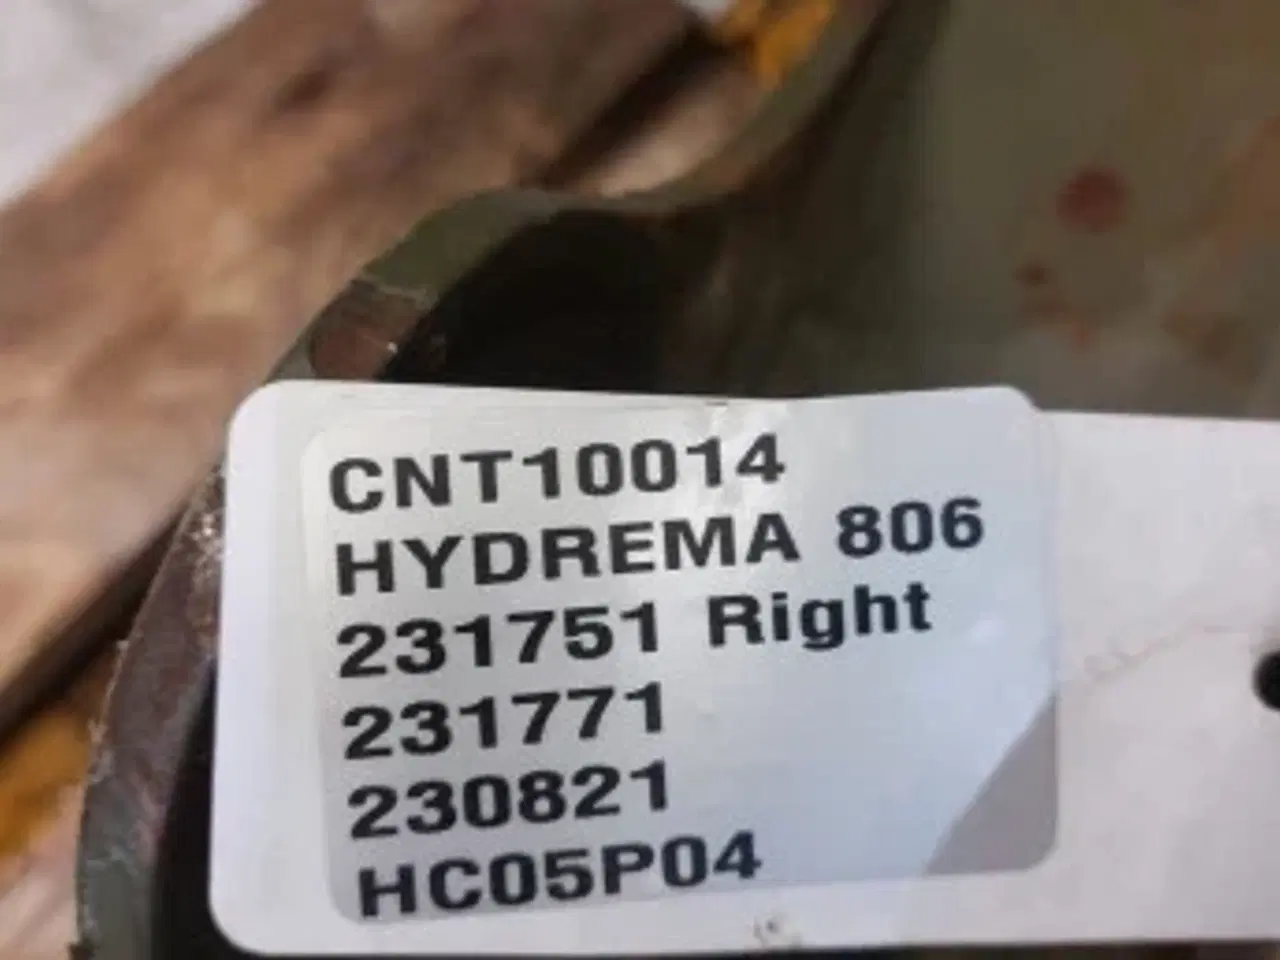 CNT10014
HYDREMA 806
231751 Right
231771
230821
HC05P04